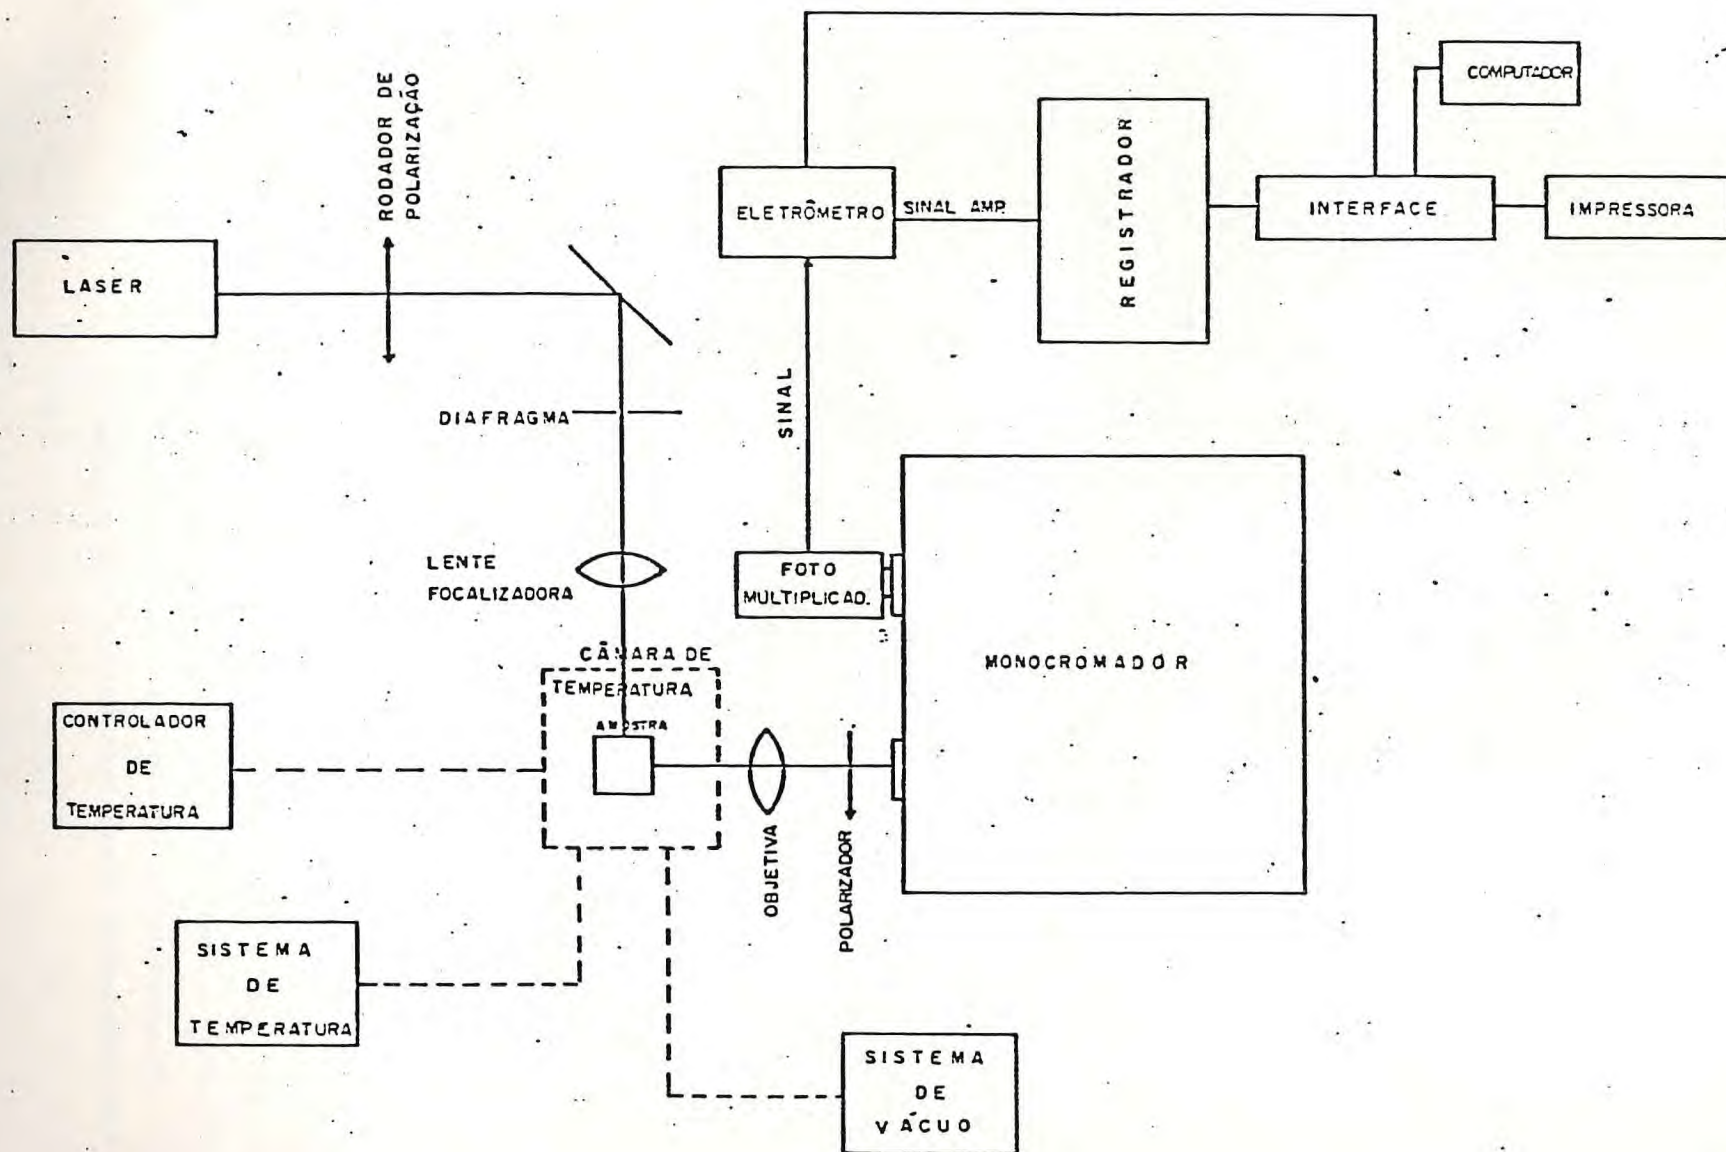 COMPUTADOR
RODADOR DE
POLARIZAÇÃO
REGISTRADOR
ELETRÔMETRO
SINAL AMP.
INTERFACE
IMPRESSORA
LASER
SINAL
DIAFRAGMA
LENTE
FOCALIZADORA
FOTO
MULTIPLICAD.
MONOCROMADOR
CÂMARA DE
TEMPERATURA
AMOSTRA
CONTROLADOR
DE
TEMPERATURA
OBJETIVA
POLARIZADOR
SISTEMA
DE
TEMPERATURA
SISTEMA
DE
VÁCUO